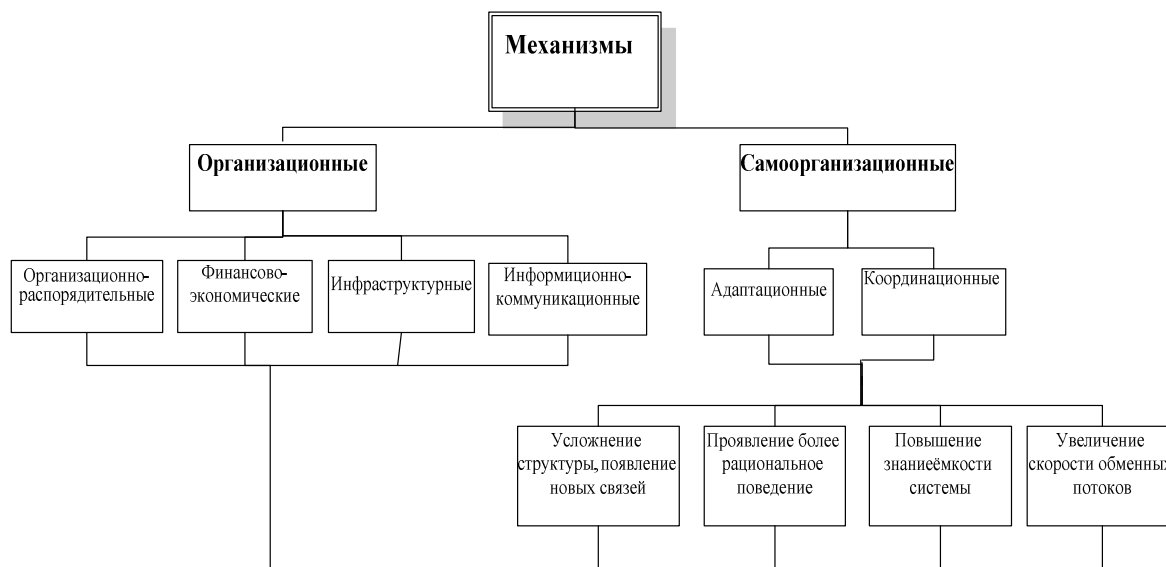 Механизмы
Организационные
Самоорганизационные
Организационно-
распорядительные
Финансово-
экономические
Инфраструктурные
Информиционно-
коммуникационные
Адаптационные
Координационные
Усложнение
структуры, появление
новых связей
Проявление более
рациональное
поведение
Повышение
знаниеёмкости
системы
Увеличение
скорости обменных
потоков